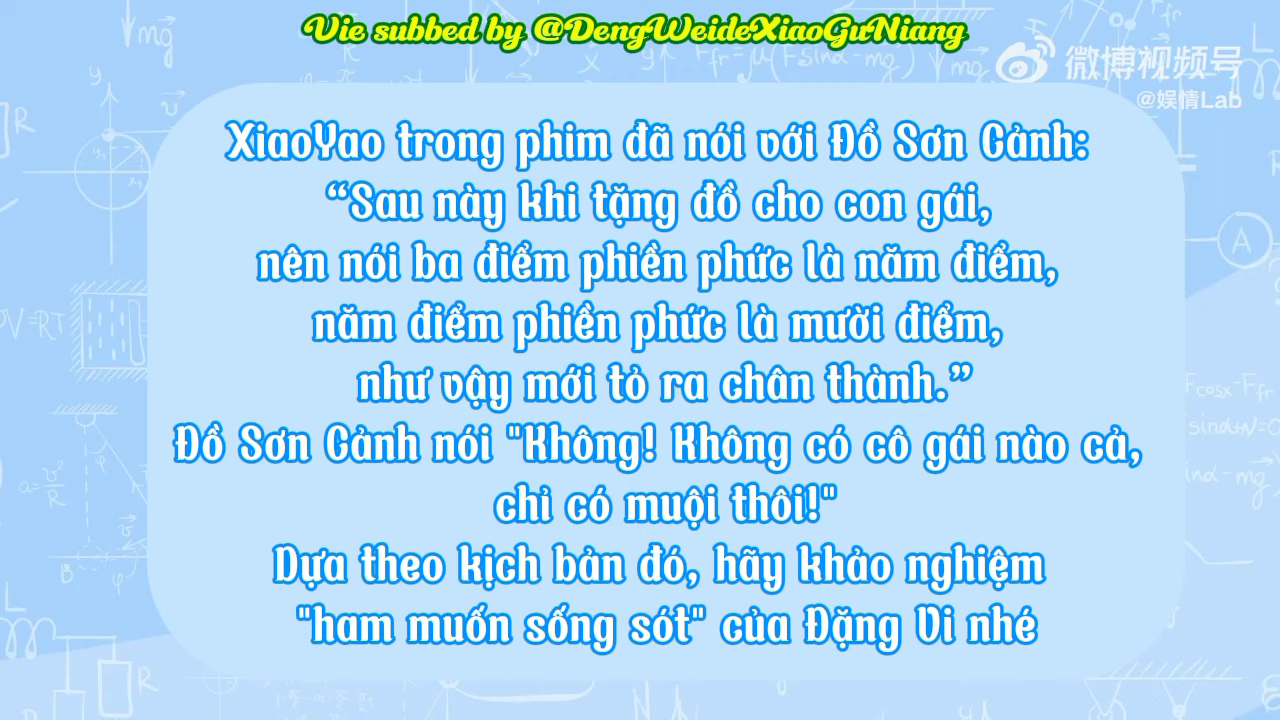 Vie subbed by @DengWeideXiaoGuNiang
微博视频号
@娱情Lab
XiaoYao trong phim đã nói với Đồ Sơn Cảnh:
“Sau này khi tặng đồ cho con gái,
nên nói ba điểm phiền phức là năm điểm,
năm điểm phiền phức là mười điểm,
như vậy mới tỏ ra chân thành.”
Đồ Sơn Cảnh nói "Không! Không có cô gái nào cả,
chỉ có muội thôi!"
Dựa theo kịch bản đó, hãy khảo nghiệm
"ham muốn sống sót" của Đặng Vi nhé